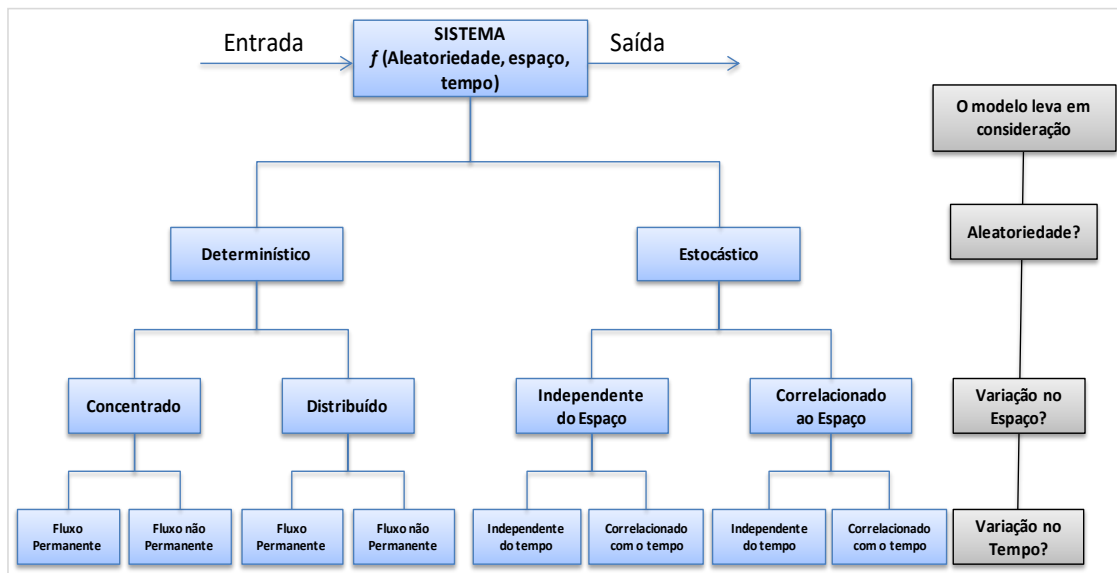 Entrada
SISTEMA
f (Aleatoriedade, espaço,
tempo)
Saída
O modelo leva em
consideração
Determinístico
Estocástico
Aleatoriedade?
Concentrado
Distribuído
Independente
do Espaço
Correlacionado
ao Espaço
Variação no
Espaço?
Fluxo
Permanente
Fluxo não
Permanente
Fluxo
Permanente
Fluxo não
Permanente
Independente
do tempo
Correlacionado
com o tempo
Independente
do tempo
Correlacionado
com o tempo
Variação no
Tempo?